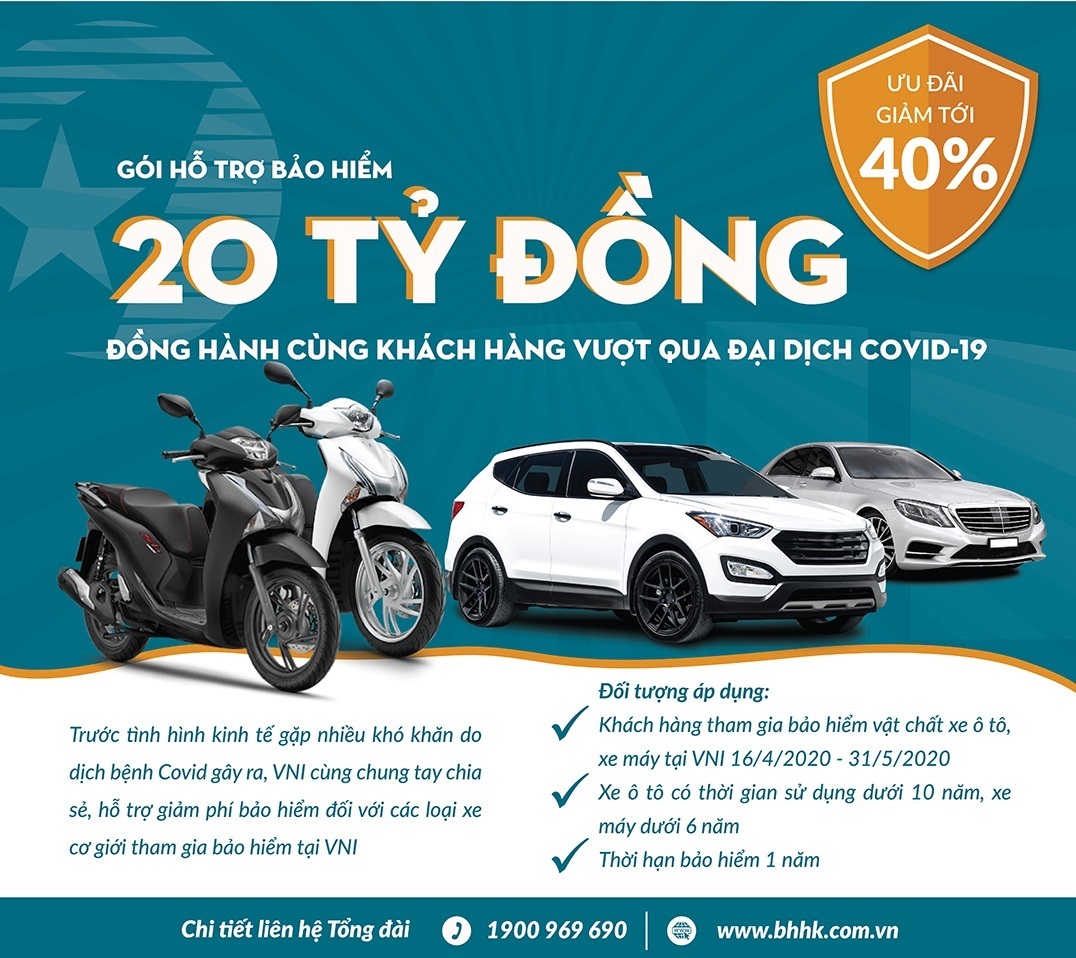 ƯU ĐÃI
GIẢM TỚI
40%
GÓI HỖ TRỢ BẢO HIỂM
20 TỶ ĐỒNG
ĐỒNG HÀNH CÙNG KHÁCH HÀNG VƯỢT QUA ĐẠI DỊCH COVID-19
Trước tình hình kinh tế gặp nhiều khó khăn do
dịch bệnh Covid gây ra, VNI cùng chung tay chia
sẻ, hỗ trợ giảm phí bảo hiểm đối với các loại xe
cơ giới tham gia bảo hiểm tại VNI
Đối tượng áp dụng:
Khách hàng tham gia bảo hiểm vật chất xe ô tô,
xe máy tại VNI 16/4/2020 - 31/5/2020
Xe ô tô có thời gian sử dụng dưới 10 năm, xe
máy dưới 6 năm
Thời hạn bảo hiểm 1 năm
Chi tiết liên hệ Tổng đài 1900 969 690 | www.bhhk.com.vn